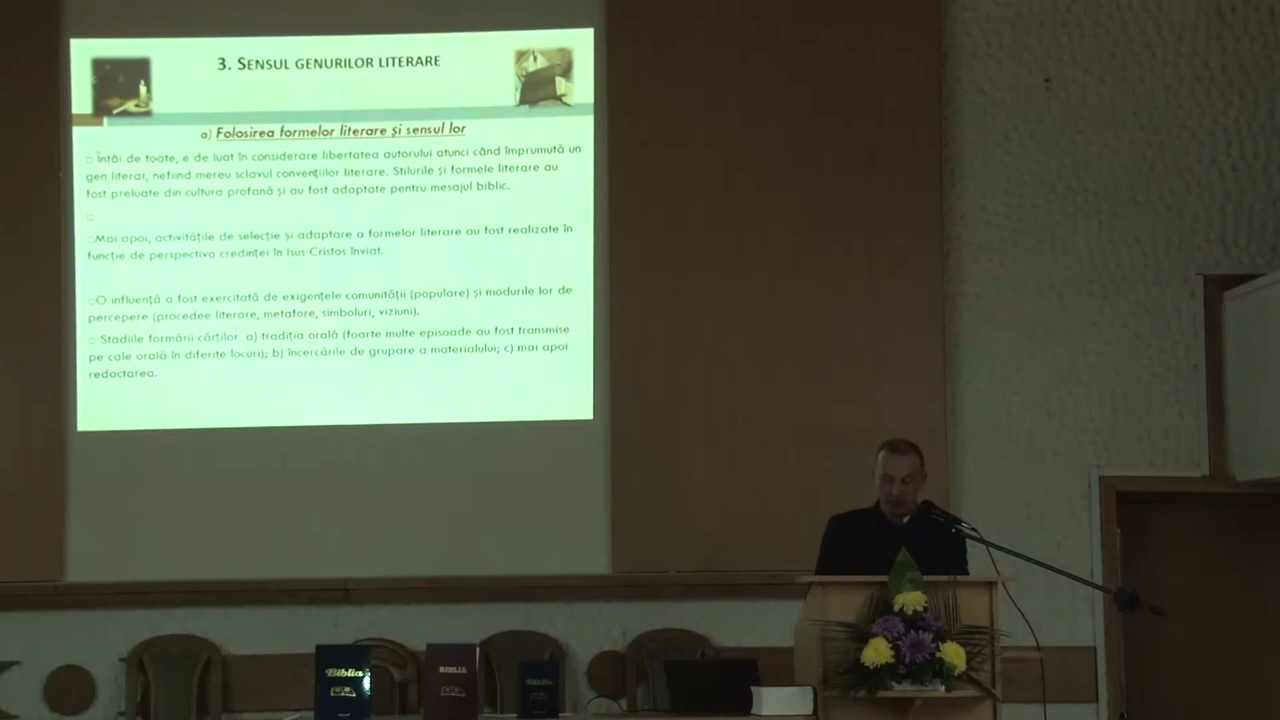 3. SENSUL GENURILOR LITERARE
a) Folosirea formelor literare și sensul lor
Întâi de toate, e de luat în considerare libertatea autorului atunci când împrumută un
gen literar, nefiind mereu sclavul convențiilor literare. Stilurile și formele literare au
fost preluate din cultura profană și au fost adaptate pentru mesajul biblic.
Mai apoi, activitățile de selecție și adaptare a formelor literare au fost realizate în
funcție de perspectiva credinței în Isus Cristos înviat.
O influență a fost exercitată de exigențele comunității (populare) și modurile lor de
percepere (procedee literare, metafore, simboluri, viziuni).
Stadiile formării cărților: a) tradiția orală (foarte multe episoade au fost transmise
pe cale orală în diferite locuri); b) încercările de grupare a materialului; c) mai apoi
redactarea.
Biblia
BIBLIA
Biblia